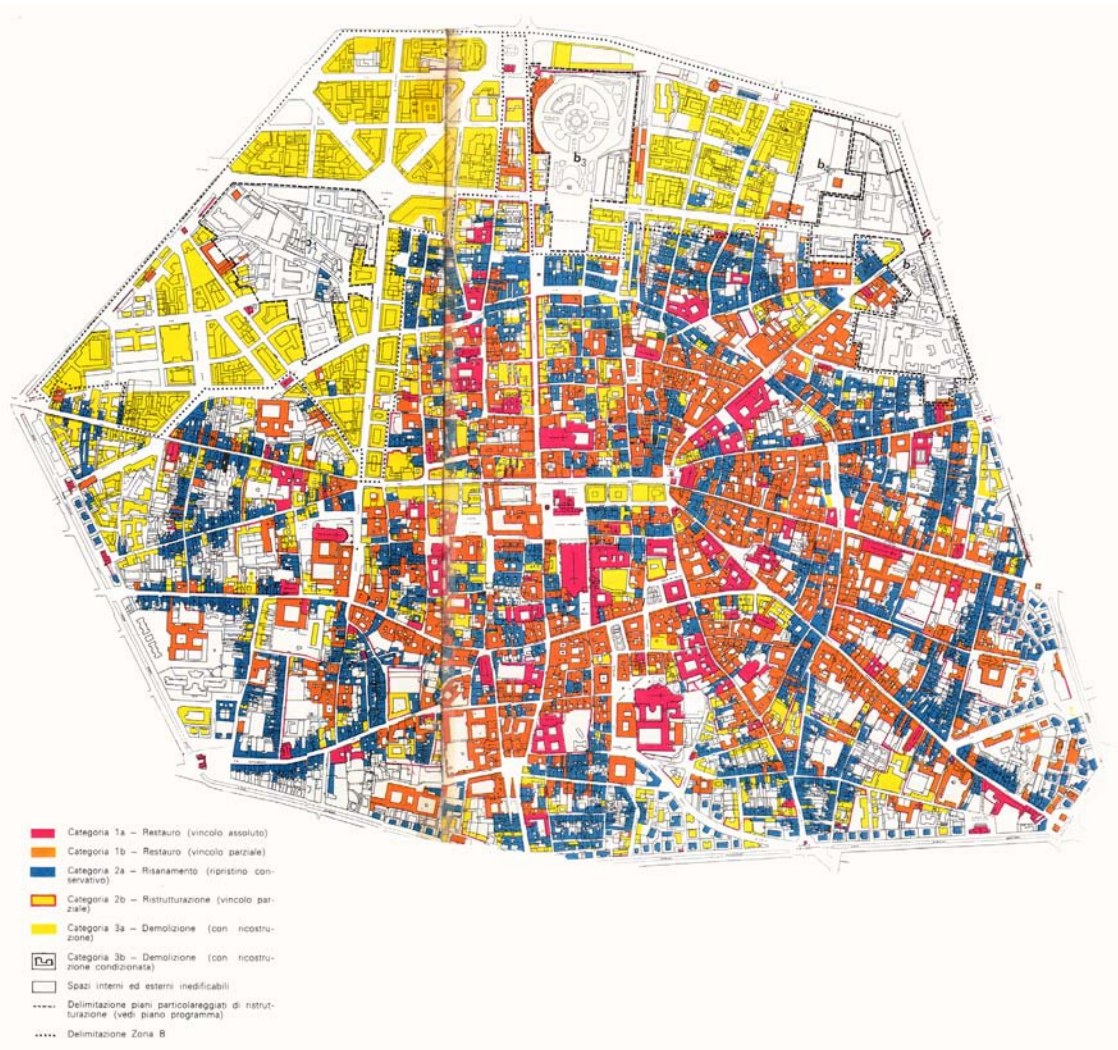 b3
b4
b
Categoria 1a – Restauro (vincolo assoluto)
Categoria 1b – Restauro (vincolo parziale)
Categoria 2a – Risanamento (ripristino con-
servativo)
Categoria 2b – Ristrutturazione (vincolo par-
ziale)
Categoria 3a – Demolizione (con ricostru-
zione)
Categoria 3b – Demolizione (con ricostru-
zione condizionata)
Spazi interni ed esterni inedificabili
Delimitazione piani particolareggiati di ristrut-
turazione (vedi piano programma)
Delimitazione Zona B